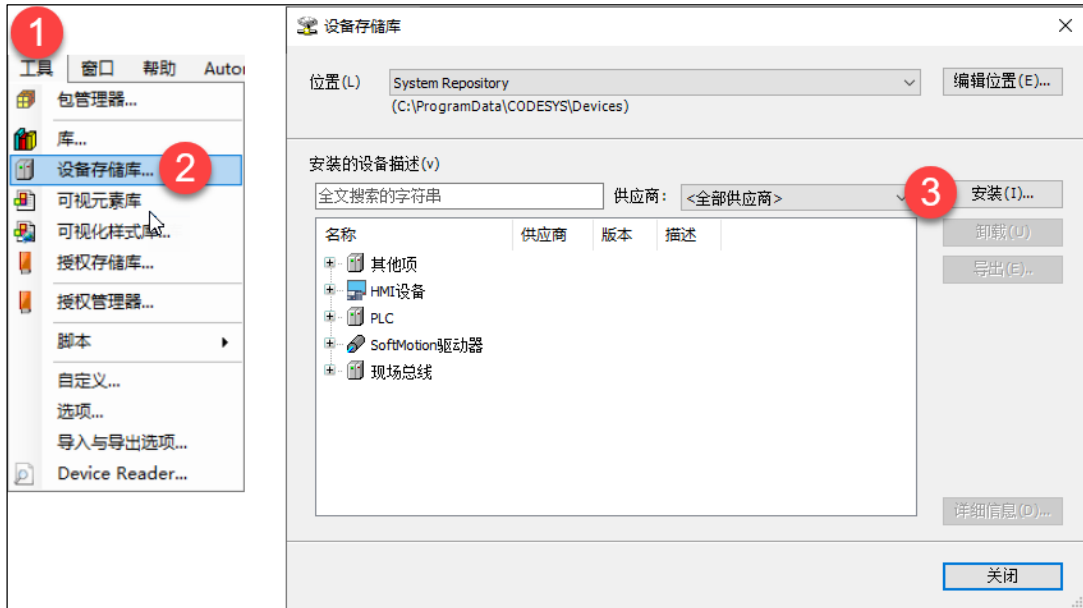 1
工具 窗口 帮助 Autor
包管理器...
库...
设备存储库...
2
可视元素库
可视化样式库...
授权存储库...
授权管理器...
脚本
自定义...
选项...
导入与导出选项...
Device Reader...
设备存储库
位置(L) System Repository 编辑位置(E)...
(C:\ProgramData\CODESYS\Devices)
安装的设备描述(v)
全文搜索的字符串 供应商: <全部供应商> 3 安装(I)...
名称 供应商 版本 描述 卸载(U)
其他项 导出(E)..
HMI设备
PLC
SoftMotion驱动器
现场总线
详细信息(D)...
关闭